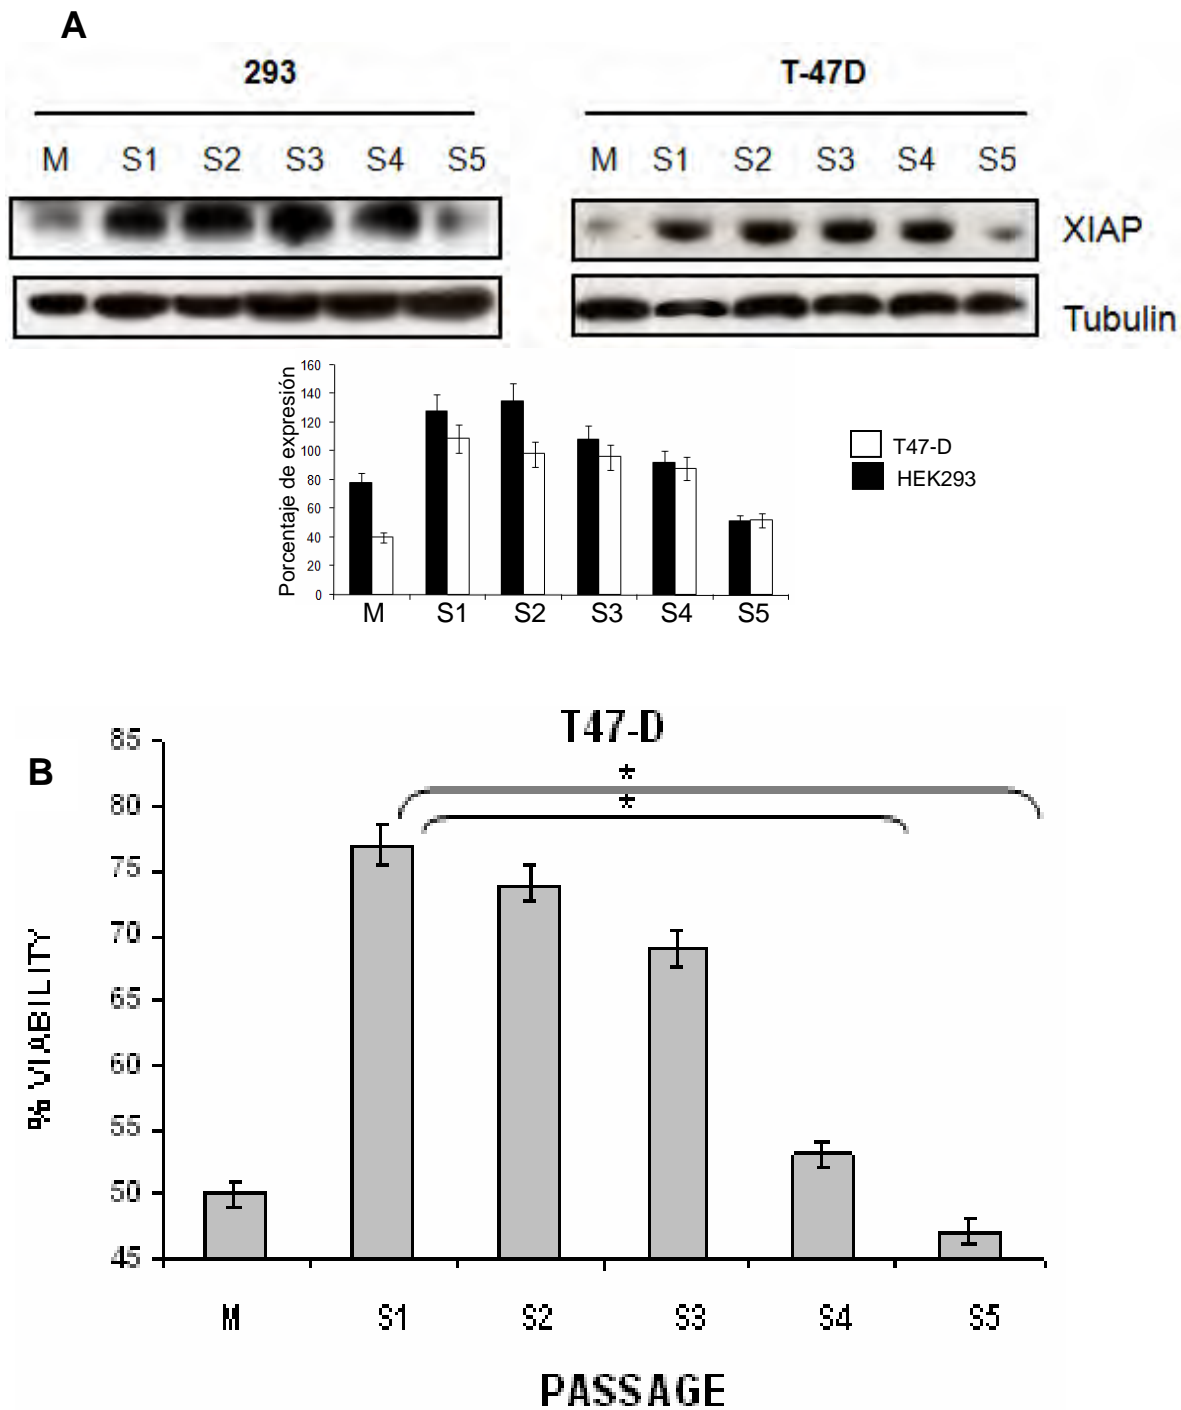 A
293
T-47D
M S1 S2 S3 S4 S5
M S1 S2 S3 S4 S5
XIAP
Tubulin
Porcentaje de expresión
160
140
120
100
80
60
40
20
0
M S1 S2 S3 S4 S5
T47-D
HEK293
B
T47-D
*
*
% VIABILITY
85
80
75
70
65
60
55
50
45
M S1 S2 S3 S4 S5
PASSAGE